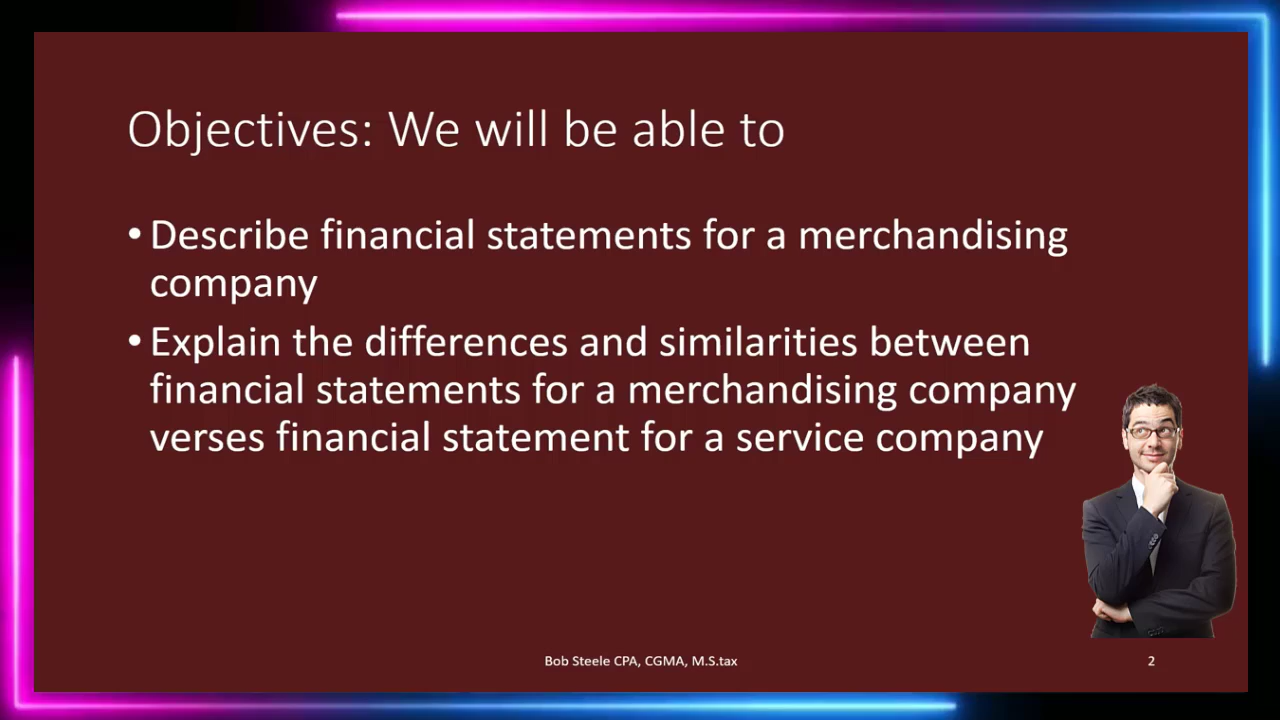 Objectives: We will be able to
• Describe financial statements for a merchandising
company
• Explain the differences and similarities between
financial statements for a merchandising company
verses financial statement for a service company
Bob Steele CPA, CGMA, M.S.tax
2